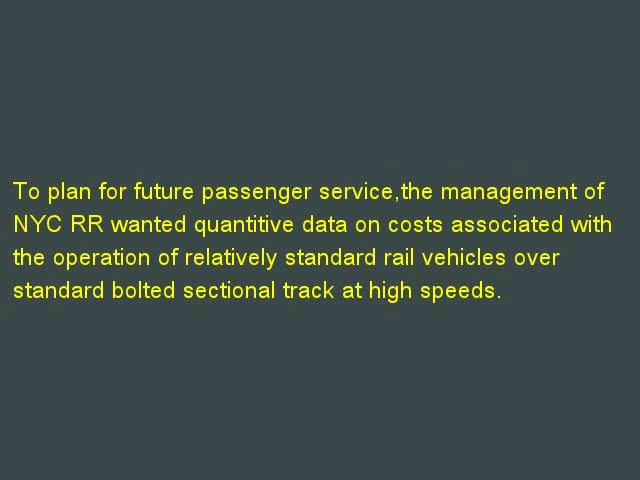 To plan for future passenger service,the management of
NYC RR wanted quantitive data on costs associated with
the operation of relatively standard rail vehicles over
standard bolted sectional track at high speeds.